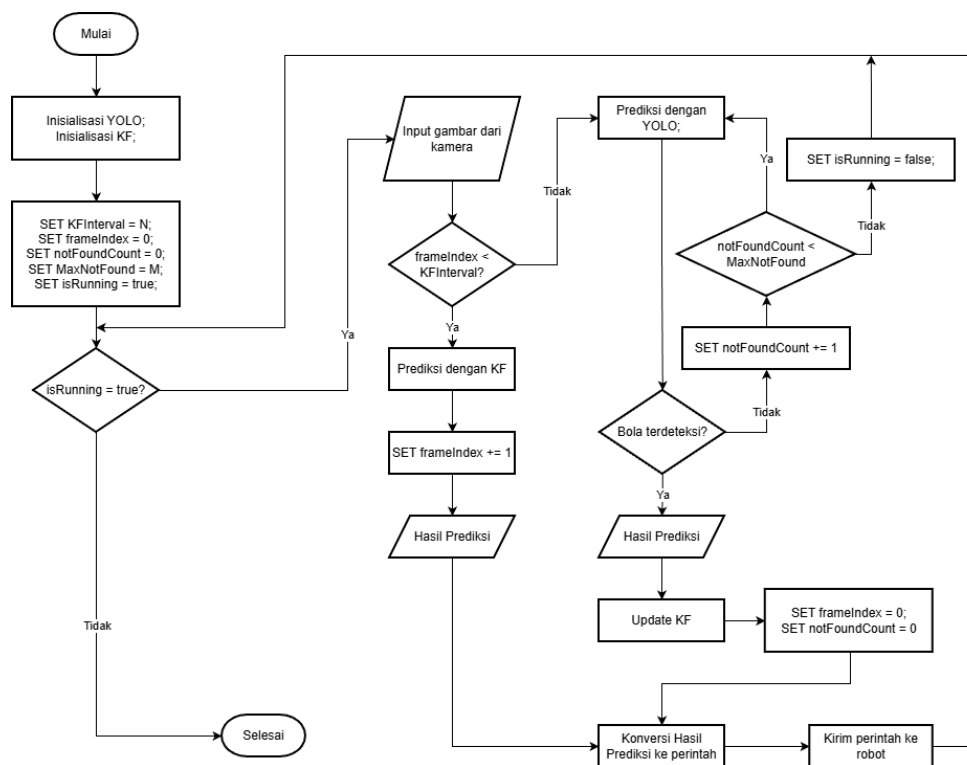 Mulai
Inisialisasi YOLO;
Inisialisasi KF;
SET KFInterval = N;
SET frameIndex = 0;
SET notFoundCount = 0;
SET MaxNotFound = M;
SET isRunning = true;
isRunning = true?
Ya
Tidak
Selesai
Input gambar dari
kamera
frameIndex <
KFInterval?
Tidak
Ya
Prediksi dengan KF
SET frameIndex += 1
Hasil Prediksi
Prediksi dengan
YOLO;
Bola terdeteksi?
Tidak
Ya
SET notFoundCount += 1
notFoundCount <
MaxNotFound
Ya
Tidak
SET isRunning = false;
Hasil Prediksi
Update KF
SET frameIndex = 0;
SET notFoundCount = 0
Konversi Hasil
Prediksi ke perintah
Kirim perintah ke
robot